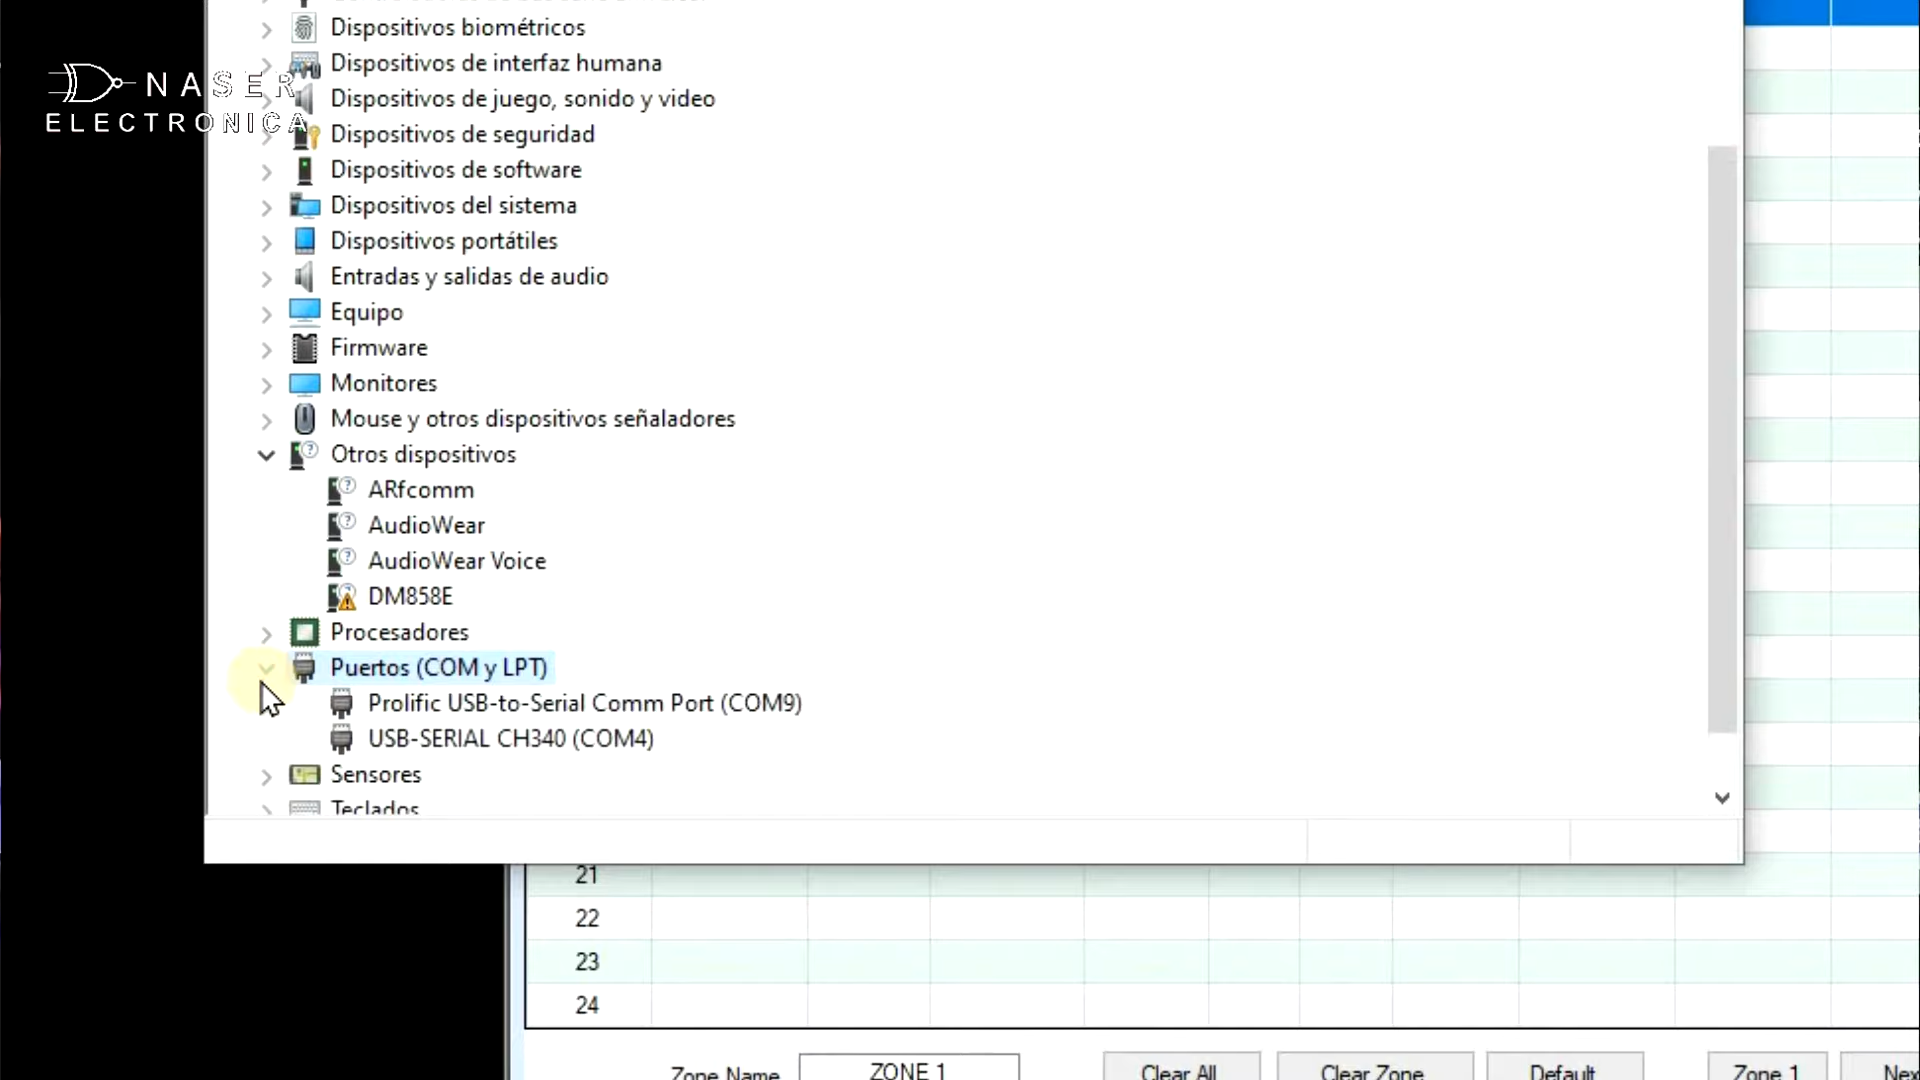 Dispositivos biométricos
Dispositivos de interfaz humana
NASER
ELECTRONICA
Dispositivos de juego, sonido y video
Dispositivos de seguridad
Dispositivos de software
Dispositivos del sistema
Dispositivos portátiles
Entradas y salidas de audio
Equipo
Firmware
Monitores
Mouse y otros dispositivos señaladores
Otros dispositivos
ARfcomm
AudioWear
AudioWear Voice
DM858E
Procesadores
Puertos (COM y LPT)
Prolific USB-to-Serial Comm Port (COM9)
USB-SERIAL CH340 (COM4)
Sensores
Teclados
21
22
23
24
Zone Name ZONE 1 Clear All Clear Zone Default Zone 1 Nex